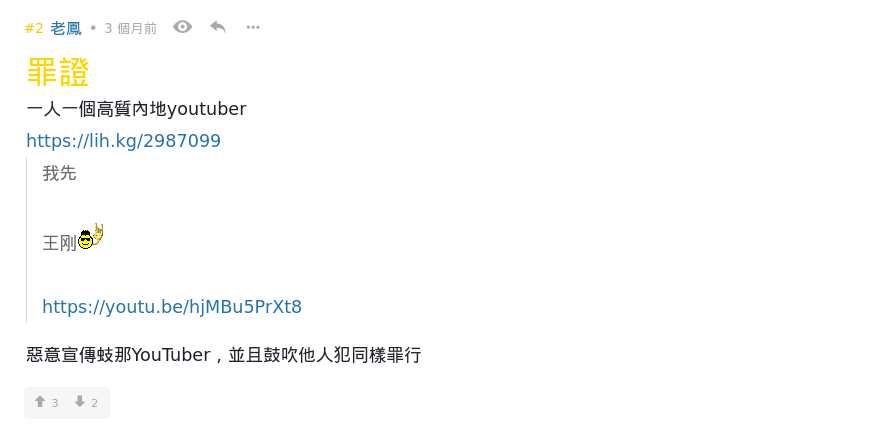 #2 老鳳 • 3 個月前
罪證
一人一個高質內地youtuber
https://lih.kg/2987099
我先
王刚
https://youtu.be/hjMBu5PrXt8
惡意宣傳蚑那YouTuber，並且鼓吹他人犯同樣罪行
3 2